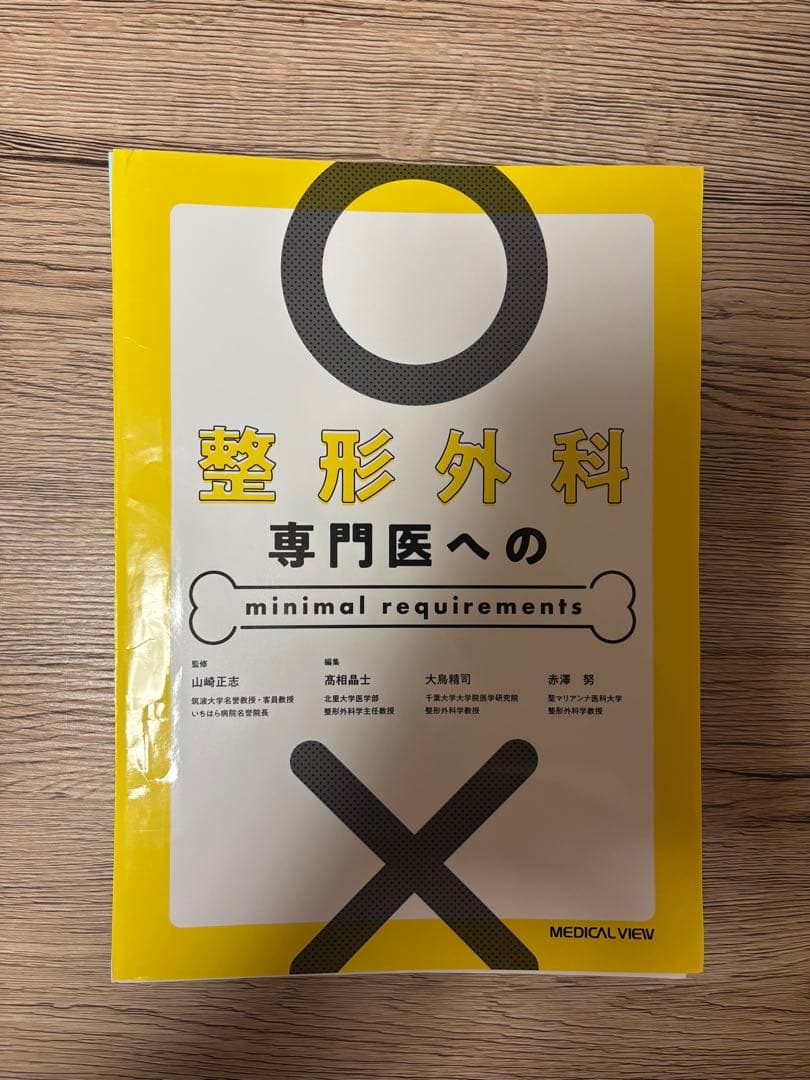 整形外科
専門医への
minimal requirements
監修
山崎正志
筑波大学名誉教授・客員教授
いちはら病院名誉院長
編集
髙相晶士
北里大学医学部
整形外科学主任教授
大鳥精司
千葉大学大学院医学研究院
整形外科学教授
赤澤 努
聖マリアンナ医科大学
整形外科学教授
MEDICAL VIEW